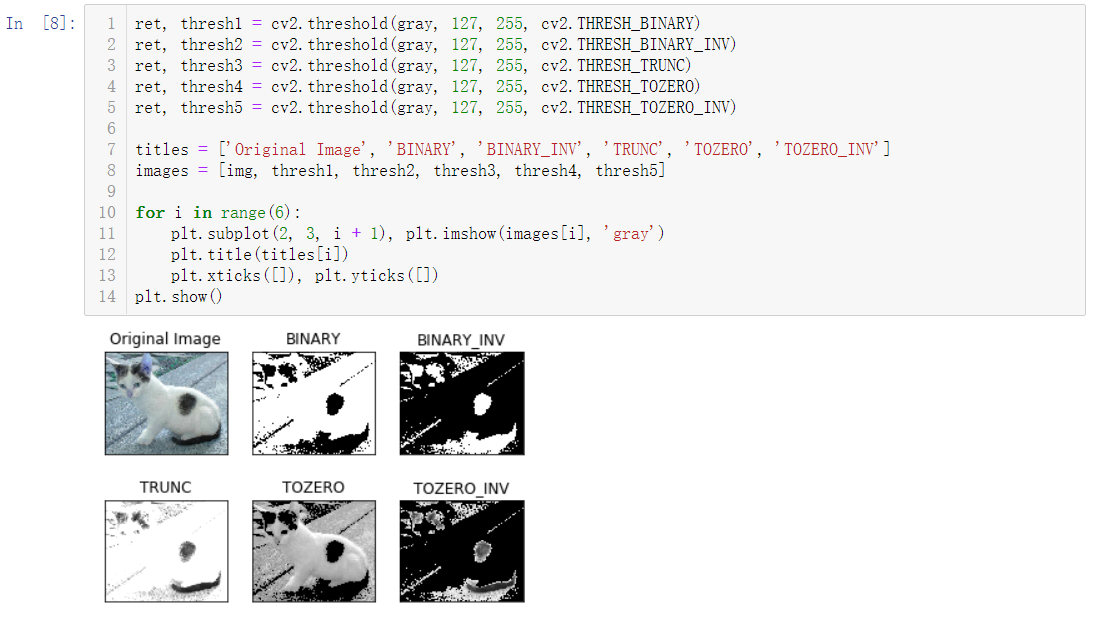 In [8]:
1 ret, thresh1 = cv2.threshold(gray, 127, 255, cv2.THRESH_BINARY)
2 ret, thresh2 = cv2.threshold(gray, 127, 255, cv2.THRESH_BINARY_INV)
3 ret, thresh3 = cv2.threshold(gray, 127, 255, cv2.THRESH_TRUNC)
4 ret, thresh4 = cv2.threshold(gray, 127, 255, cv2.THRESH_TOZERO)
5 ret, thresh5 = cv2.threshold(gray, 127, 255, cv2.THRESH_TOZERO_INV)
6
7 titles = ['Original Image', 'BINARY', 'BINARY_INV', 'TRUNC', 'TOZERO', 'TOZERO_INV']
8 images = [img, thresh1, thresh2, thresh3, thresh4, thresh5]
9
10 for i in range(6):
11     plt.subplot(2, 3, i + 1), plt.imshow(images[i], 'gray')
12     plt.title(titles[i])
13     plt.xticks([]), plt.yticks([])
14 plt.show()
Original Image BINARY BINARY_INV
TRUNC TOZERO TOZERO_INV